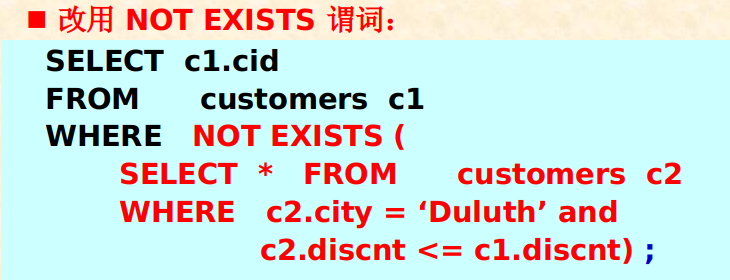 ■ 改用 NOT EXISTS 谓词：
SELECT c1.cid
FROM customers c1
WHERE NOT EXISTS (
SELECT * FROM customers c2
WHERE c2.city = ‘Duluth’ and
c2.discnt <= c1.discnt) ;